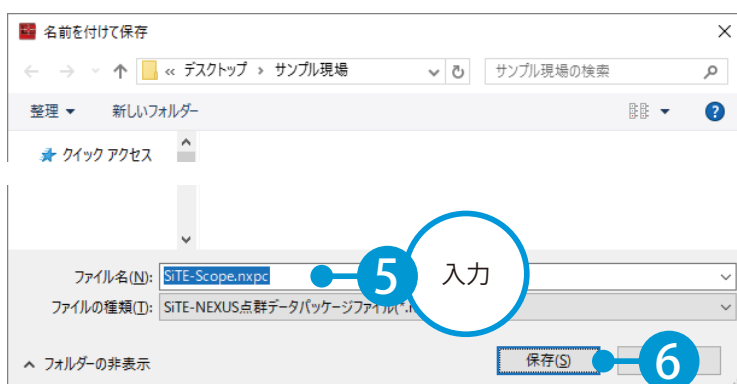 名前を付けて保存
« デスクトップ › サンプル現場
サンプル現場の検索
整理
新しいフォルダー
クイック アクセス
ファイル名(N): SiTE-Scope.nxpc
5 入力
ファイルの種類(T): SiTE-NEXUS点群データパッケージファイル(*.n
フォルダーの非表示
保存(S)
6